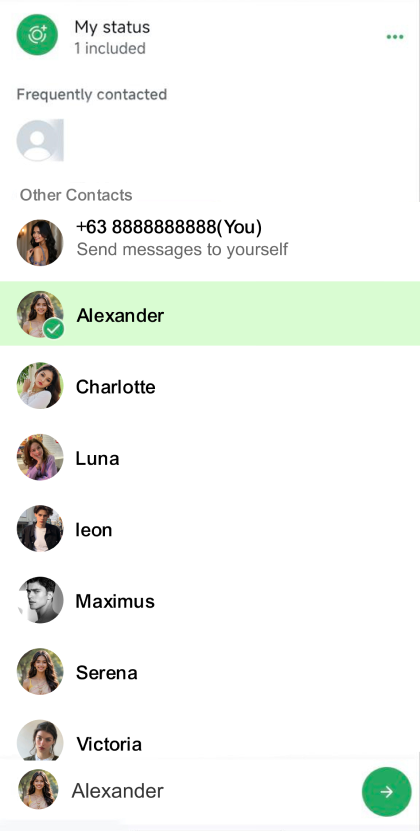 My status
1 included
Frequently contacted
Other Contacts
+63 8888888888(You)
Send messages to yourself
Alexander
Charlotte
Luna
leon
Maximus
Serena
Victoria
Alexander